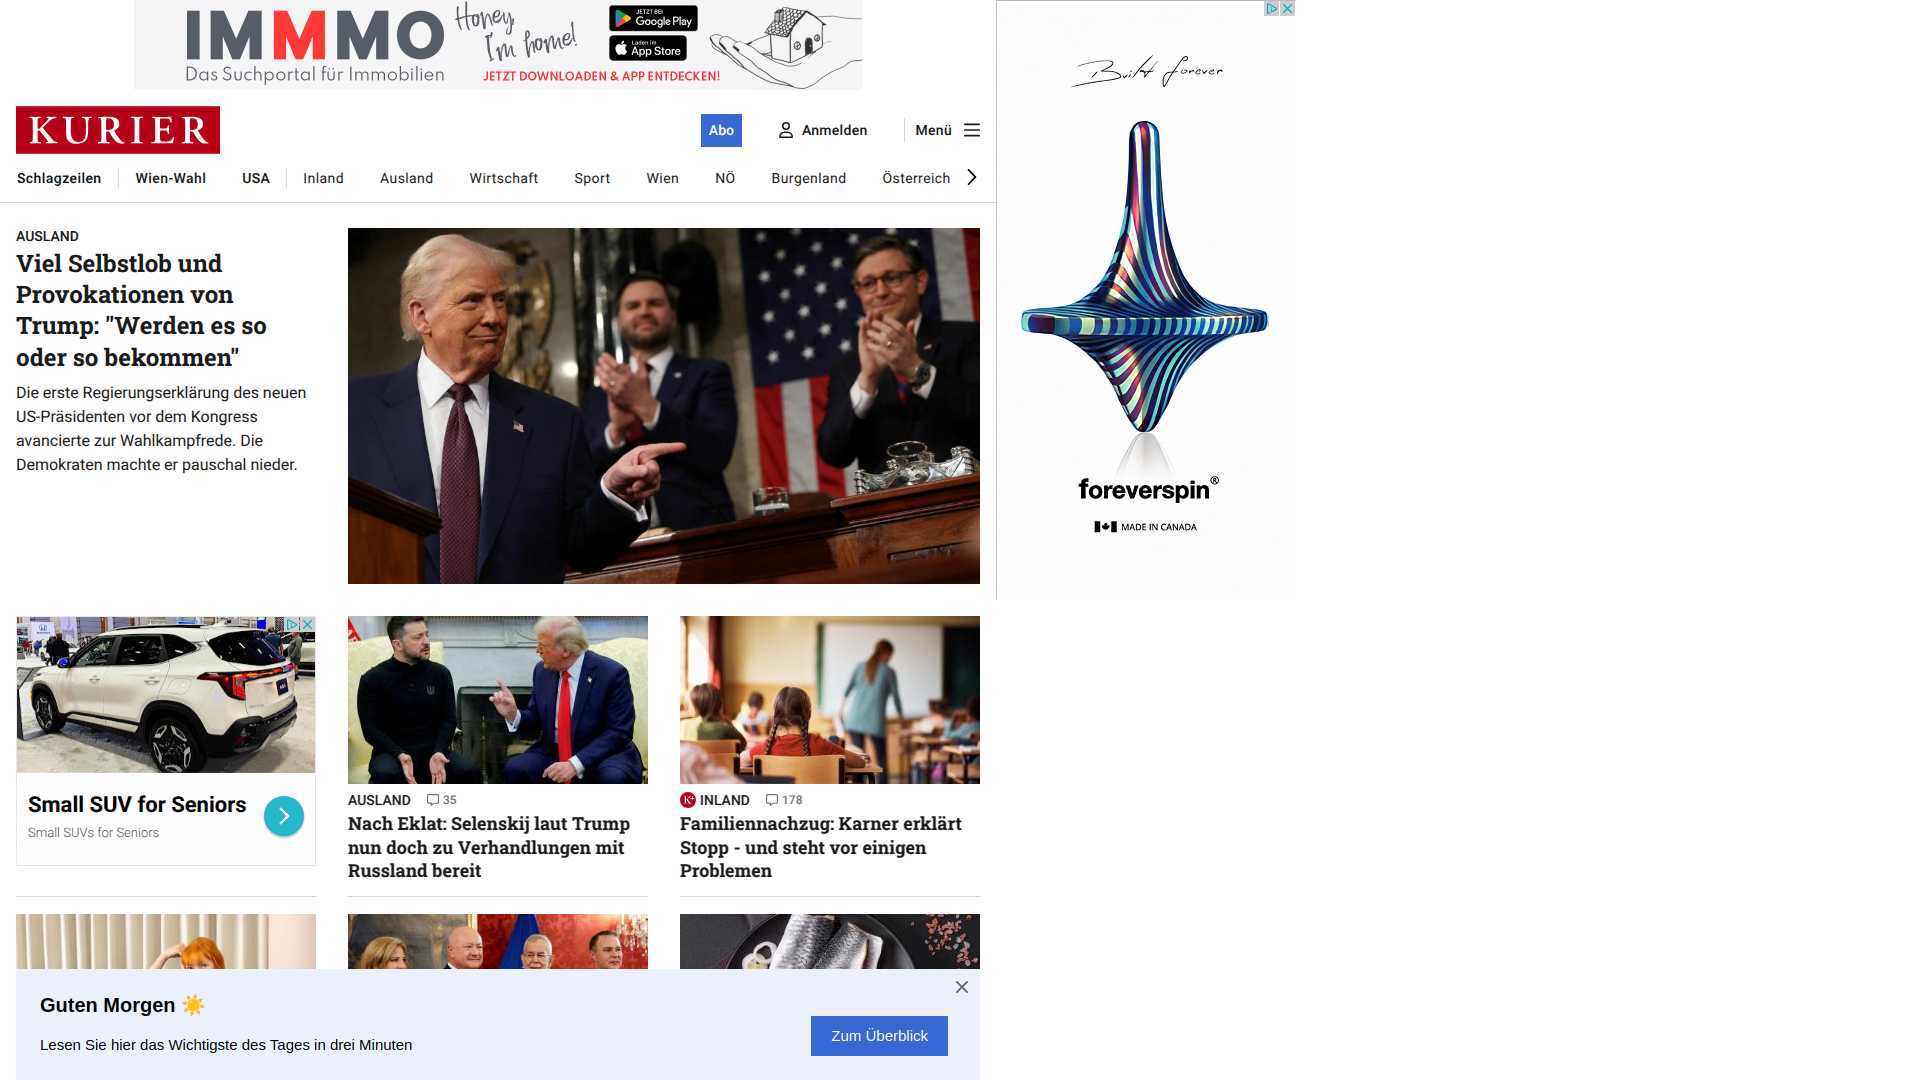 IMMMO
Das Suchportal für Immobilien
Honey, I'm home!
JETZT BEI
Google Play
Laden im
App Store
JETZT DOWNLOADEN & APP ENTDECKEN!
KURIER
Abo
Anmelden
Menü
Schlagzeilen
Wien-Wahl
USA
Inland
Ausland
Wirtschaft
Sport
Wien
NÖ
Burgenland
Österreich
AUSLAND
Viel Selbstlob und
Provokationen von
Trump: "Werden es so
oder so bekommen"
Die erste Regierungserklärung des neuen
US-Präsidenten vor dem Kongress
avancierte zur Wahlkampfrede. Die
Demokraten machte er pauschal nieder.
Built forever
foreverspin®
MADE IN CANADA
Small SUV for Seniors
Small SUVs for Seniors
AUSLAND 35
Nach Eklat: Selenskij laut Trump
nun doch zu Verhandlungen mit
Russland bereit
K+ INLAND 178
Familiennachzug: Karner erklärt
Stopp - und steht vor einigen
Problemen
Guten Morgen ☀️
Lesen Sie hier das Wichtigste des Tages in drei Minuten
Zum Überblick